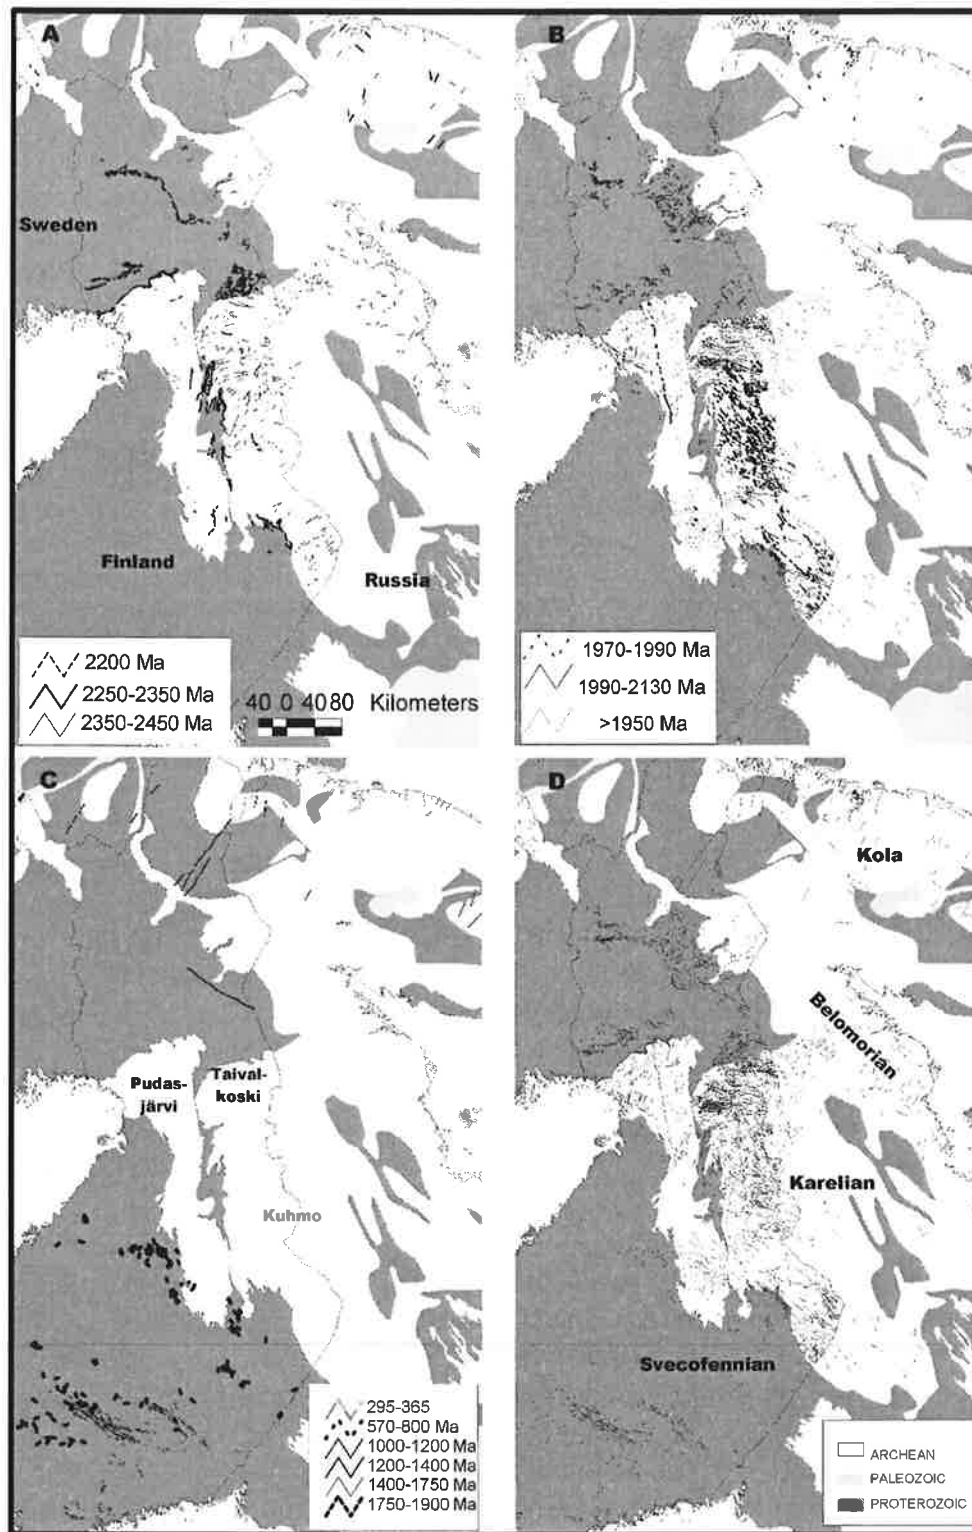 A
Sweden
Finland
Russia
2200 Ma
2250-2350 Ma
2350-2450 Ma
40 0 40 80 Kilometers
B
1970-1990 Ma
1990-2130 Ma
>1950 Ma
C
Pudas-
järvi
Taival-
koski
Kuhmo
295-365
570-800 Ma
1000-1200 Ma
1200-1400 Ma
1400-1750 Ma
1750-1900 Ma
D
Kola
Belomorian
Karelian
Svecofennian
ARCHEAN
PALEOZOIC
PROTEROZOIC